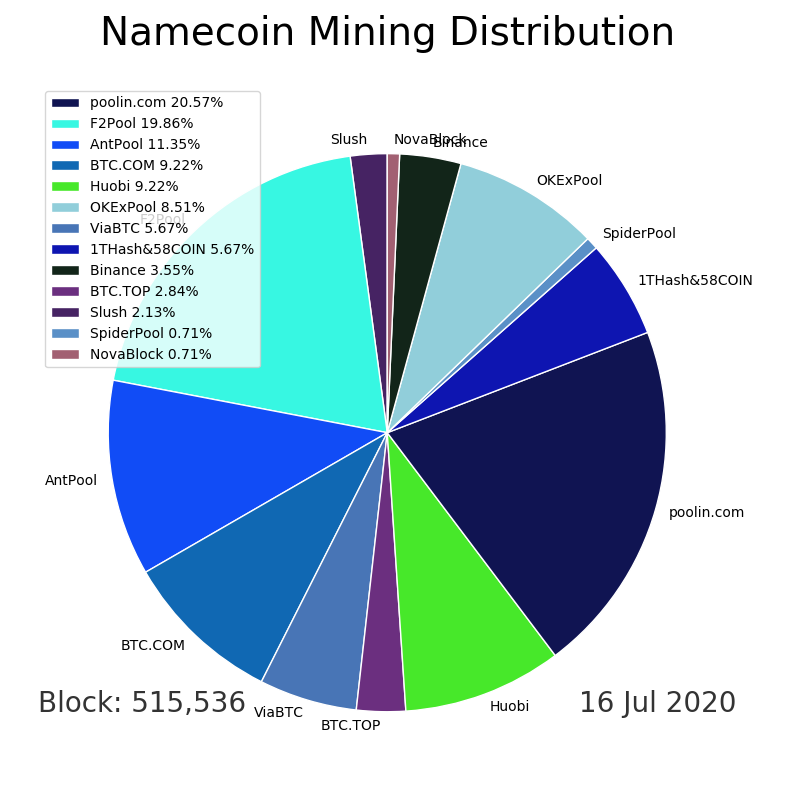 Namecoin Mining Distribution
poolin.com 20.57%
F2Pool 19.86%
AntPool 11.35%
BTC.COM 9.22%
Huobi 9.22%
OKExPool 8.51%
ViaBTC 5.67%
1THash&58COIN 5.67%
Binance 3.55%
BTC.TOP 2.84%
Slush 2.13%
SpiderPool 0.71%
NovaBlock 0.71%
Slush
NovaBlock
Binance
OKExPool
F2Pool
SpiderPool
1THash&58COIN
AntPool
poolin.com
BTC.COM
Block: 515,536
16 Jul 2020
Huobi
ViaBTC
BTC.TOP